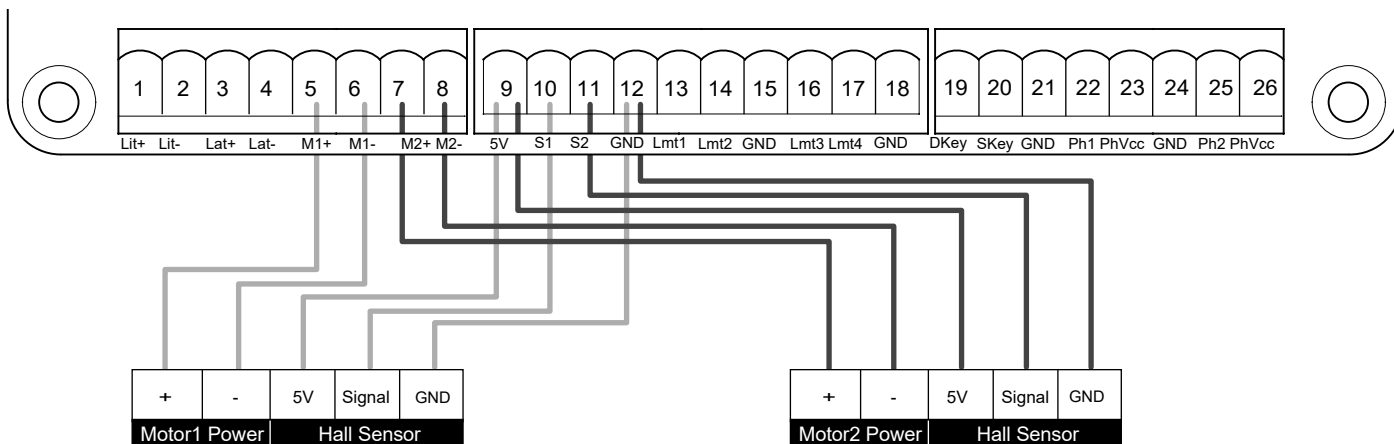 1 2 3 4 5 6 7 8 9 10 11 12 13 14 15 16 17 18 19 20 21 22 23 24 25 26
Lit+ Lit- Lat+ Lat- M1+ M1- M2+ M2- 5V S1 S2 GND Lmt1 Lmt2 GND Lmt3 Lmt4 GND DKey SKey GND Ph1 PhVcc GND Ph2 PhVcc
+ - 5V Signal GND + - 5V Signal GND
Motor1 Power Hall Sensor Motor2 Power Hall Sensor